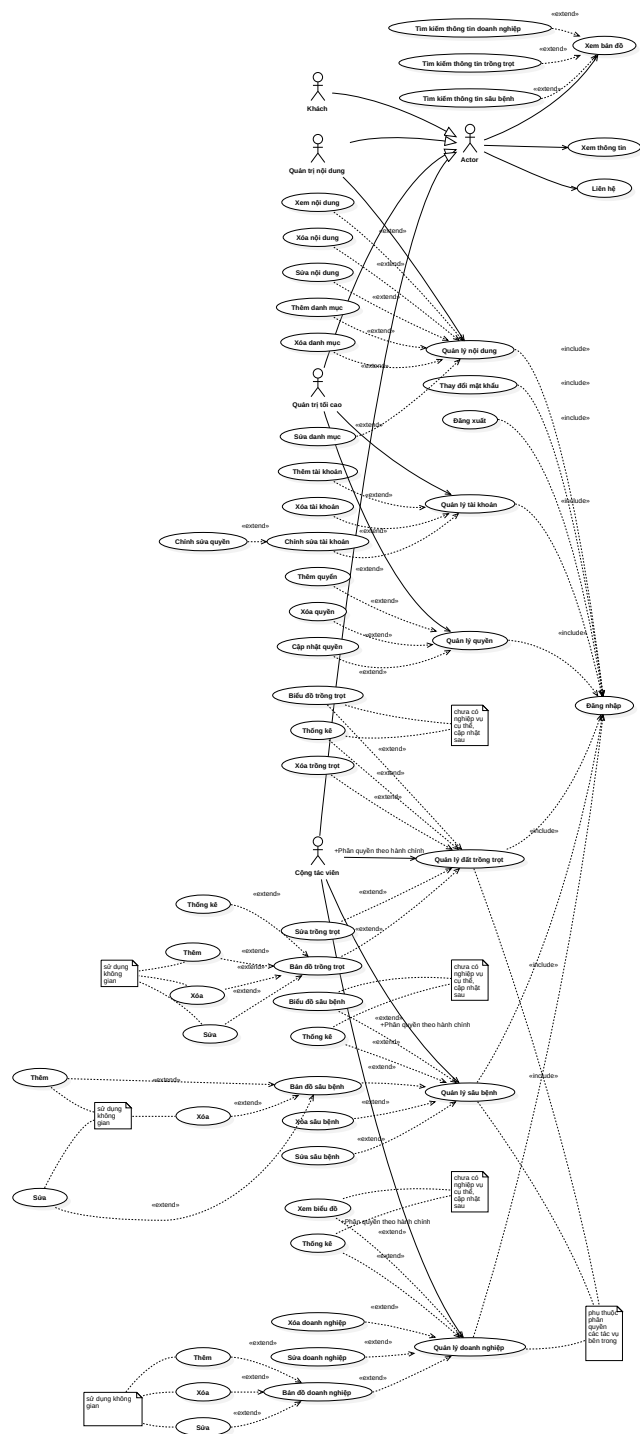 Tìm kiếm thông tin doanh nghiệp
«extend»
Xem bản đồ
«extend»
Tìm kiếm thông tin trồng trọt
«extend»
Tìm kiếm thông tin sâu bệnh
Khách
Actor
Xem thông tin
Quản trị nội dung
Liên hệ
Xem nội dung
«extend»
Xóa nội dung
«extend»
Sửa nội dung
«extend»
Thêm danh mục
«extend»
Xóa danh mục
«extend»
Quản lý nội dung
«include»
Thay đổi mật khẩu
«include»
Quản trị tối cao
Đăng xuất
«include»
«extend»
Sửa danh mục
Thêm tài khoản
«extend»
Xóa tài khoản
«extend»
Quản lý tài khoản
«include»
«extend»
Chỉnh sửa quyền
Chỉnh sửa tài khoản
«extend»
Thêm quyền
«extend»
Xóa quyền
«extend»
Cập nhật quyền
«extend»
Quản lý quyền
«include»
Biểu đồ trồng trọt
chưa có
nghiệp vụ
cụ thể,
cập nhật
sau
Đăng nhập
Thống kê
«extend»
Xóa trồng trọt
«extend»
«extend»
«include»
+Phân quyền theo hành chính
Quản lý đất trồng trọt
Cộng tác viên
«extend»
Thống kê
«extend»
Sửa trồng trọt
«extend»
Thêm
«extend»
sử dụng
không
gian
«extend»
Bản đồ trồng trọt
chưa có
nghiệp vụ
cụ thể,
cập nhật
sau
«include»
Xóa
«extend»
Biểu đồ sâu bệnh
«extend»
+Phân quyền theo hành chính
Sửa
Thống kê
«extend»
Thêm
«extend»
Bản đồ sâu bệnh
«extend»
Quản lý sâu bệnh
«include»
sử dụng
không
gian
Xóa
«extend»
Xóa sâu bệnh
«extend»
Sửa sâu bệnh
«extend»
Sửa
«extend»
Xem biểu đồ
chưa có
nghiệp vụ
cụ thể,
cập nhật
sau
+Phân quyền theo hành chính
«extend»
Thống kê
«extend»
Xóa doanh nghiệp
«extend»
phụ thuộc
phân
quyền
các tác vụ
bên trong
Quản lý doanh nghiệp
«extend»
Sửa doanh nghiệp
«extend»
Thêm
«extend»
sử dụng không
gian
Xóa
«extend»
Bản đồ doanh nghiệp
«extend»
Sửa
«extend»